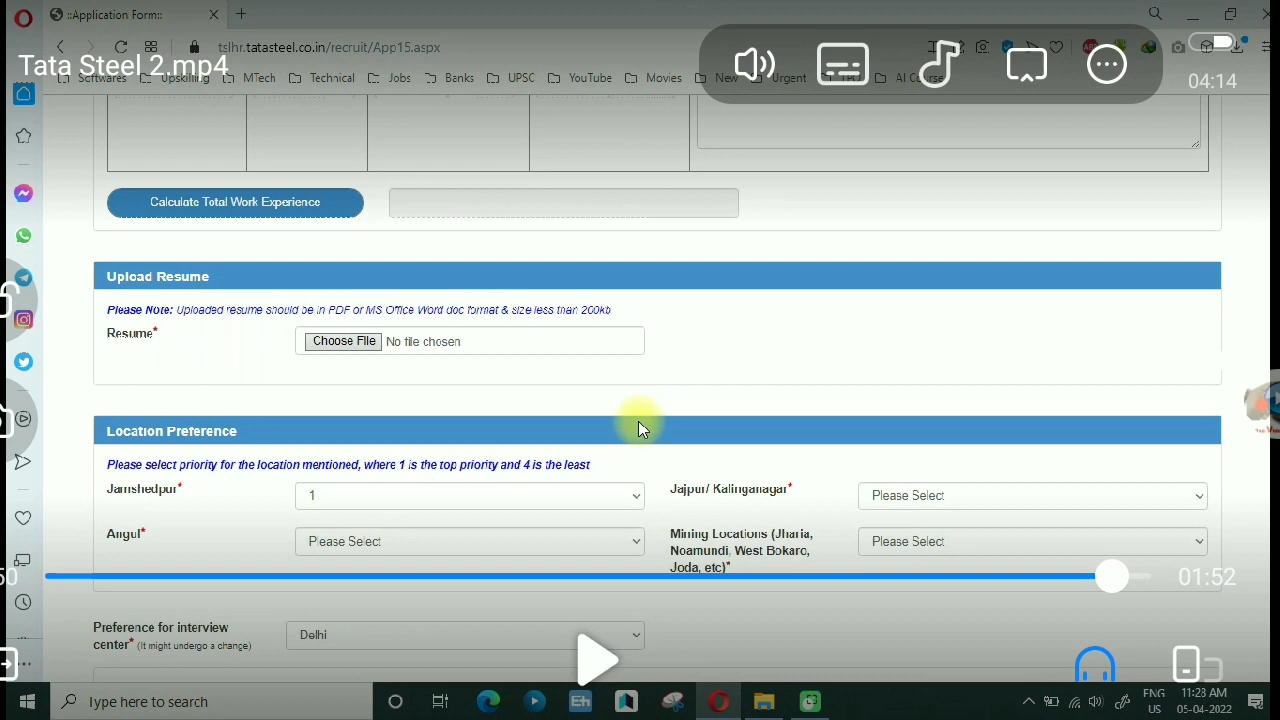 ::Application Form::
tslhr.tatasteel.co.in/recruit/App15.aspx
Tata Steel 2.mp4
04:14
Softwares Upskilling MTech Technical Jobs Banks UPSC YouTube Movies New Urgent AI Course
Calculate Total Work Experience
Upload Resume
Please Note: Uploaded resume should be in PDF or MS Office Word doc format & size less than 200kb
Resume*
Choose File No file chosen
Location Preference
Please select priority for the location mentioned, where 1 is the top priority and 4 is the least
Jamshedpur* 1 Jajpur/ Kalinganagar* Please Select
Angul* Please Select Mining Locations (Jharia, Please Select
Noamundi, West Bokaro,
Joda, etc)*
01:52
Preference for interview
center* (It might undergo a change)
Delhi
Type here to search
Eh
ENG
US
11:28 AM
05-04-2022